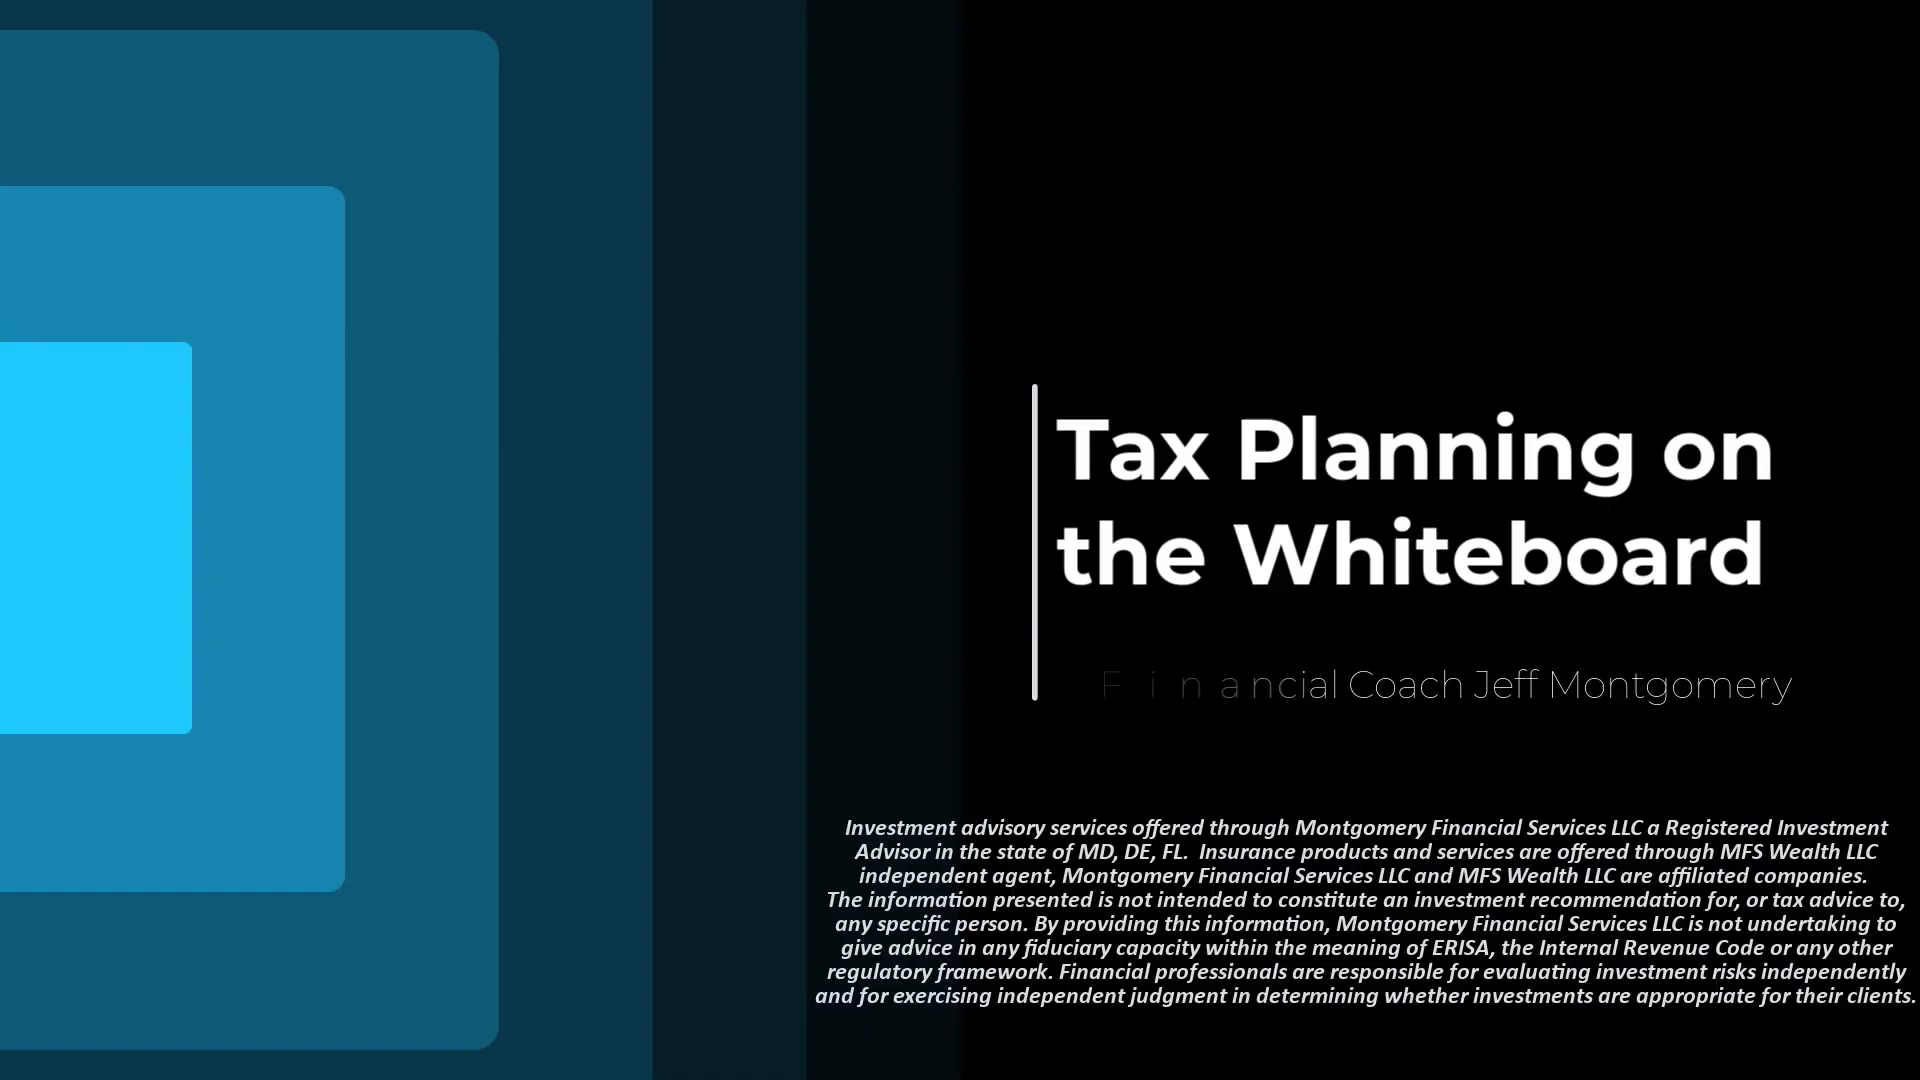 Tax Planning on
the Whiteboard
Financial Coach Jeff Montgomery
Investment advisory services offered through Montgomery Financial Services LLC a Registered Investment
Advisor in the state of MD, DE, FL.  Insurance products and services are offered through MFS Wealth LLC
independent agent, Montgomery Financial Services LLC and MFS Wealth LLC are affiliated companies.
The information presented is not intended to constitute an investment recommendation for, or tax advice to,
any specific person. By providing this information, Montgomery Financial Services LLC is not undertaking to
give advice in any fiduciary capacity within the meaning of ERISA, the Internal Revenue Code or any other
regulatory framework. Financial professionals are responsible for evaluating investment risks independently
and for exercising independent judgment in determining whether investments are appropriate for their clients.